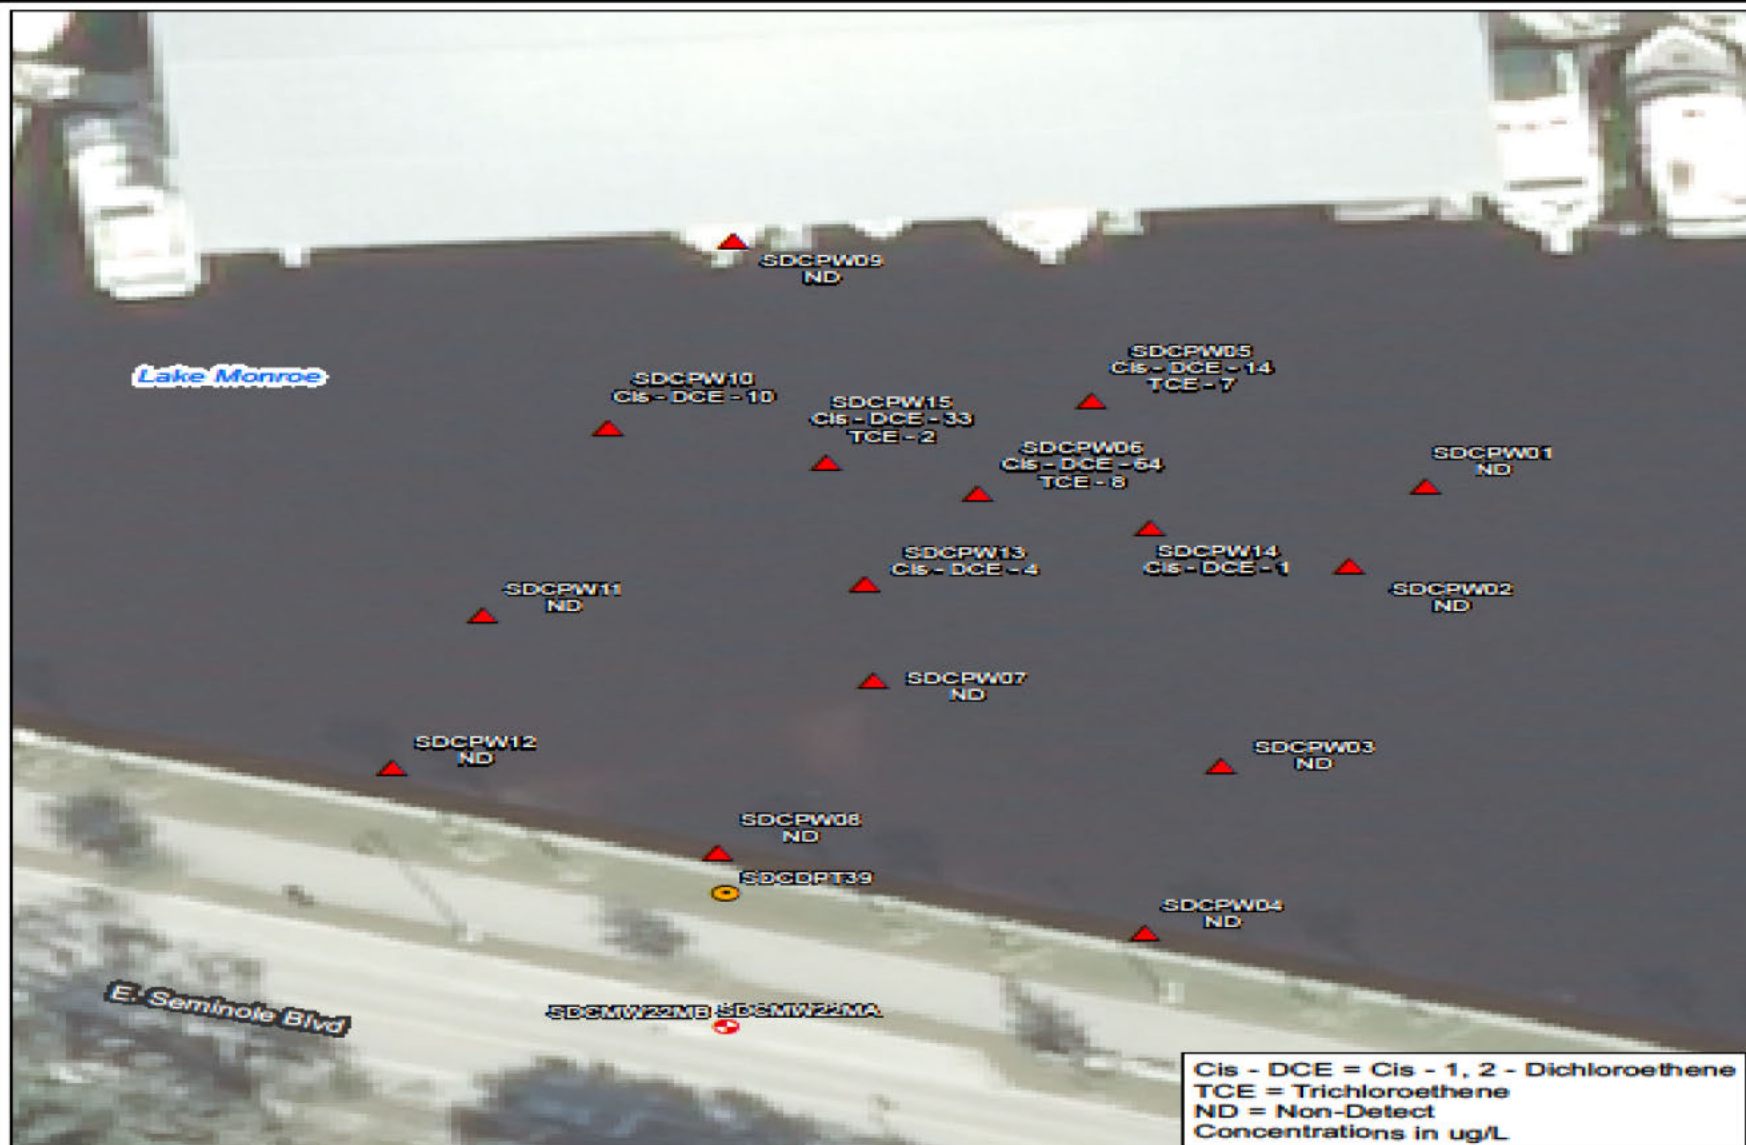 SDCPW09
ND
Lake Monroe
SDCPW05
Cis - DCE - 14
TCE - 7
SDCPW10
Cis - DCE - 10
SDCPW15
Cis - DCE - 33
TCE - 2
SDCPW06
Cis - DCE - 64
TCE - 8
SDCPW01
ND
SDCPW13
Cis - DCE - 4
SDCPW14
Cis - DCE - 1
SDCPW02
ND
SDCPW11
ND
SDCPW07
ND
SDCPW12
ND
SDCPW03
ND
SDCPW08
ND
SDCDPT39
SDCPW04
ND
E. Seminole Blvd
SDCMW22MB SDCMW22MA
Cis - DCE = Cis - 1, 2 - Dichloroethene
TCE = Trichloroethene
ND = Non-Detect
Concentrations in ug/L